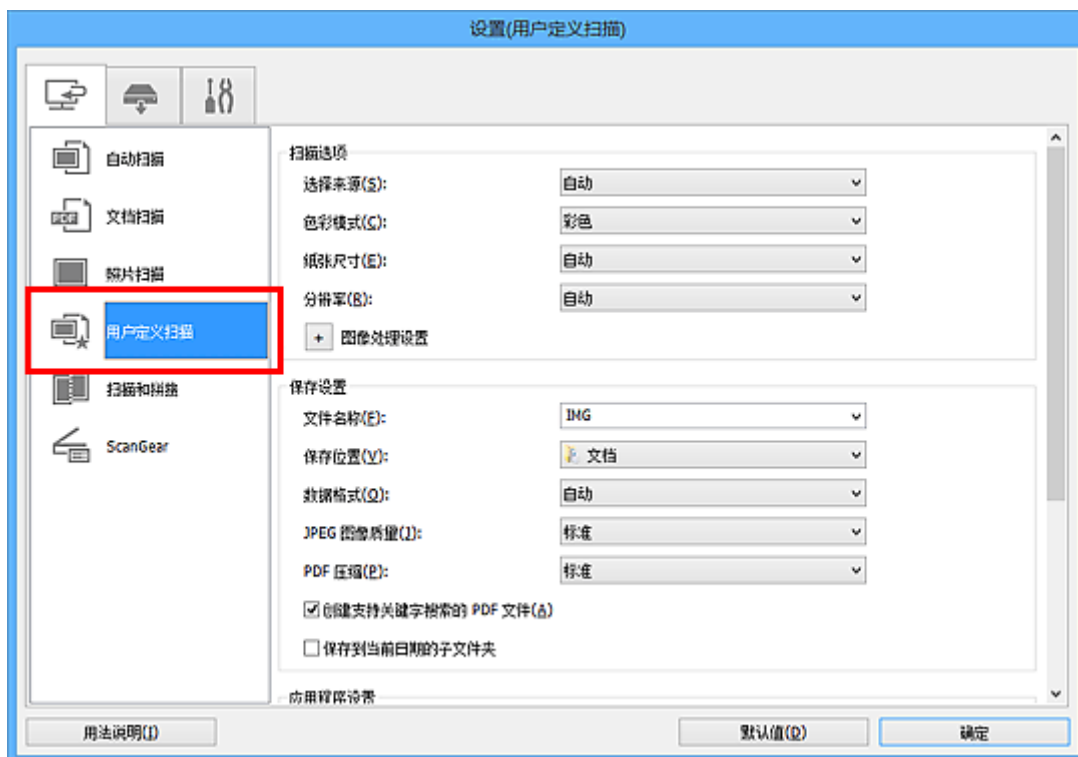 设置(用户定义扫描)
自动扫描
文档扫描
照片扫描
用户定义扫描
扫描和拼接
ScanGear
扫描选项
选择来源(S): 自动
色彩模式(C): 彩色
纸张尺寸(E): 自动
分辨率(R): 自动
+ 图像处理设置
保存设置
文件名称(F): IMG
保存位置(V): 文档
数据格式(O): 自动
JPEG 图像质量(J): 标准
PDF 压缩(P): 标准
创建支持关键字搜索的 PDF 文件(A)
保存到当前日期的子文件夹
应用程序设置
用法说明(I)
默认值(D)
确定